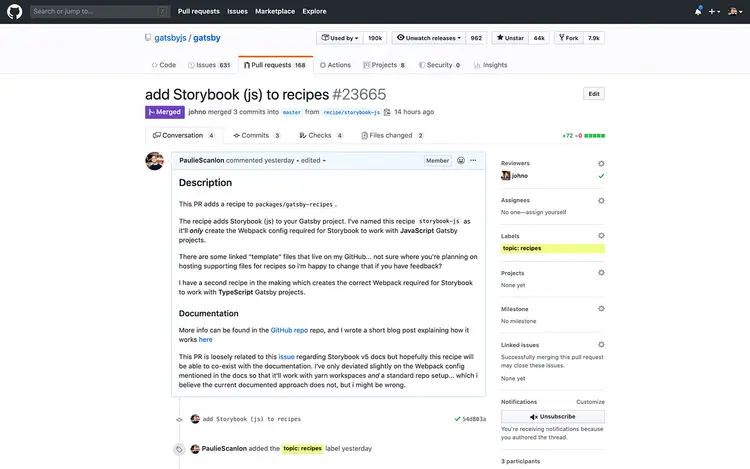 Search or jump to... / Pull requests Issues Marketplace Explore
gatsbyjs / gatsby Used by 190k Unwatch releases 962 Unstar 44k Fork 7.9k
Code Issues 631 Pull requests 168 Actions Projects 8 Security 0 Insights
add Storybook (js) to recipes #23665 Edit
Merged johno merged 3 commits into master from recipe/storybook-js 14 hours ago
Conversation 4 Commits 3 Checks 4 Files changed 2 +72 −0
PaulieScanlon commented yesterday • edited Member
Description
This PR adds a recipe to packages/gatsby-recipes .
The recipe adds Storybook (js) to your Gatsby project. I've named this recipe storybook-js as
it'll only create the Webpack config required for Storybook to work with JavaScript Gatsby
projects.
There are some linked "template" files that live on my GitHub... not sure where you're planning on
hosting supporting files for recipes so i'm happy to change that if you have feedback?
I have a second recipe in the making which creates the correct Webpack required for Storybook
to work with TypeScript Gatsby projects.
Documentation
More info can be found in the GitHub repo repo, and I wrote a short blog post explaining how it
works here
This PR is loosely related to this issue regarding Storybook v5 docs but hopefully this recipe will
be able to co-exist with the documentation. I've only deviated slightly on the Webpack config
mentioned in the docs so that it'll work with yarn workspaces and a standard repo setup... which i
believe the current documented approach does not, but i might be wrong.
add Storybook (js) to recipes 54d803a
PaulieScanlon added the topic: recipes label yesterday
Reviewers
johno
Assignees
No one—assign yourself
Labels
topic: recipes
Projects
None yet
Milestone
No milestone
Linked issues
Successfully merging this pull request
may close these issues.
None yet
Notifications Customize
Unsubscribe
You're receiving notifications because
you authored the thread.
3 participants